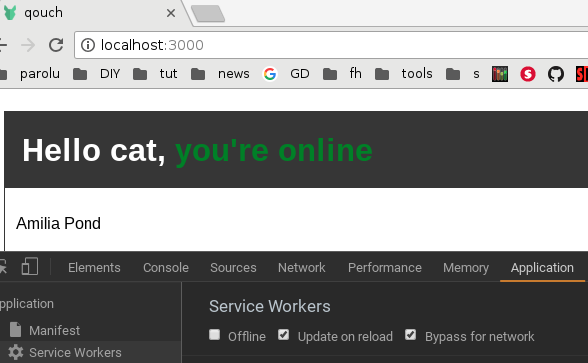 qouch
localhost:3000
parolu DIY tut news GD fh tools s
Hello cat, you're online
Amilia Pond
Elements Console Sources Network Performance Memory Application
pplication
Manifest
Service Workers
Service Workers
Offline Update on reload Bypass for network